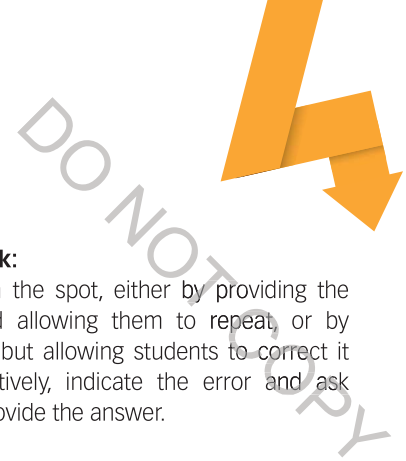 k:
the spot, either by providing the
allowing them to repeat, or by
but allowing students to correct it
tively, indicate the error and ask
ovide the answer.
DO NOT COPY